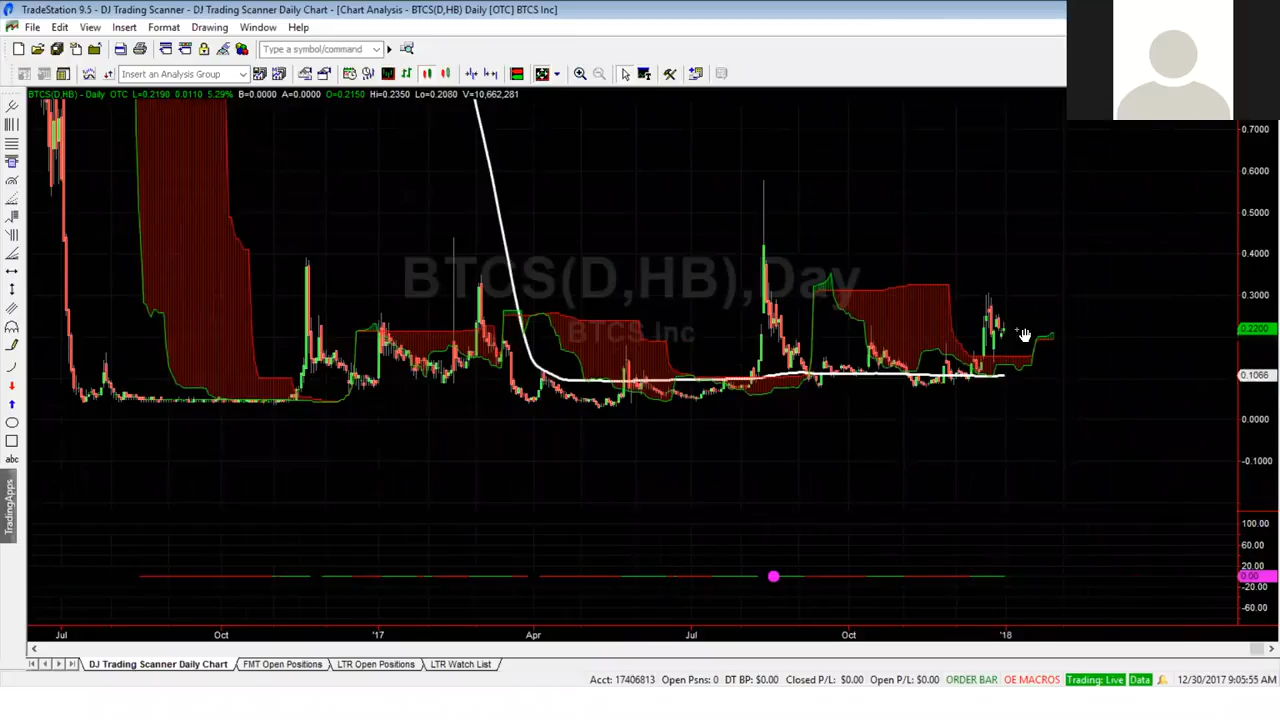 TradeStation 9.5 - DJ Trading Scanner - DJ Trading Scanner Daily Chart - [Chart Analysis - BTCS(D,HB) Daily [OTC] BTCS Inc]
File View Insert Format Drawing Window Help
Type a symbol/command
Insert an Analysis Group
BTCS(D,HB) - Daily OTC L=0.2190 0.0110 5.29% B=0.0000 A=0.0000 O=0.2150 Hi=0.2350 Lo=0.2080 V=10,662,281
0.7000
0.6000
0.5000
0.4000
0.3000
0.2200
0.1066
0.0000
-0.1000
BTCS(D,HB),Day
BTCS Inc
100.00
60.00
20.00
0.00
-20.00
-60.00
abc
TradingApps
Jul Oct '17 Apr Jul Oct '18
DJ Trading Scanner Daily Chart FMT Open Positions LTR Open Positions LTR Watch List
Acct: 17406813 Open Psns: 0 DT BP: $0.00 Closed P/L: $0.00 Open P/L: $0.00 ORDER BAR OE MACROS Trading: Live Data 12/30/2017 9:05:55 AM